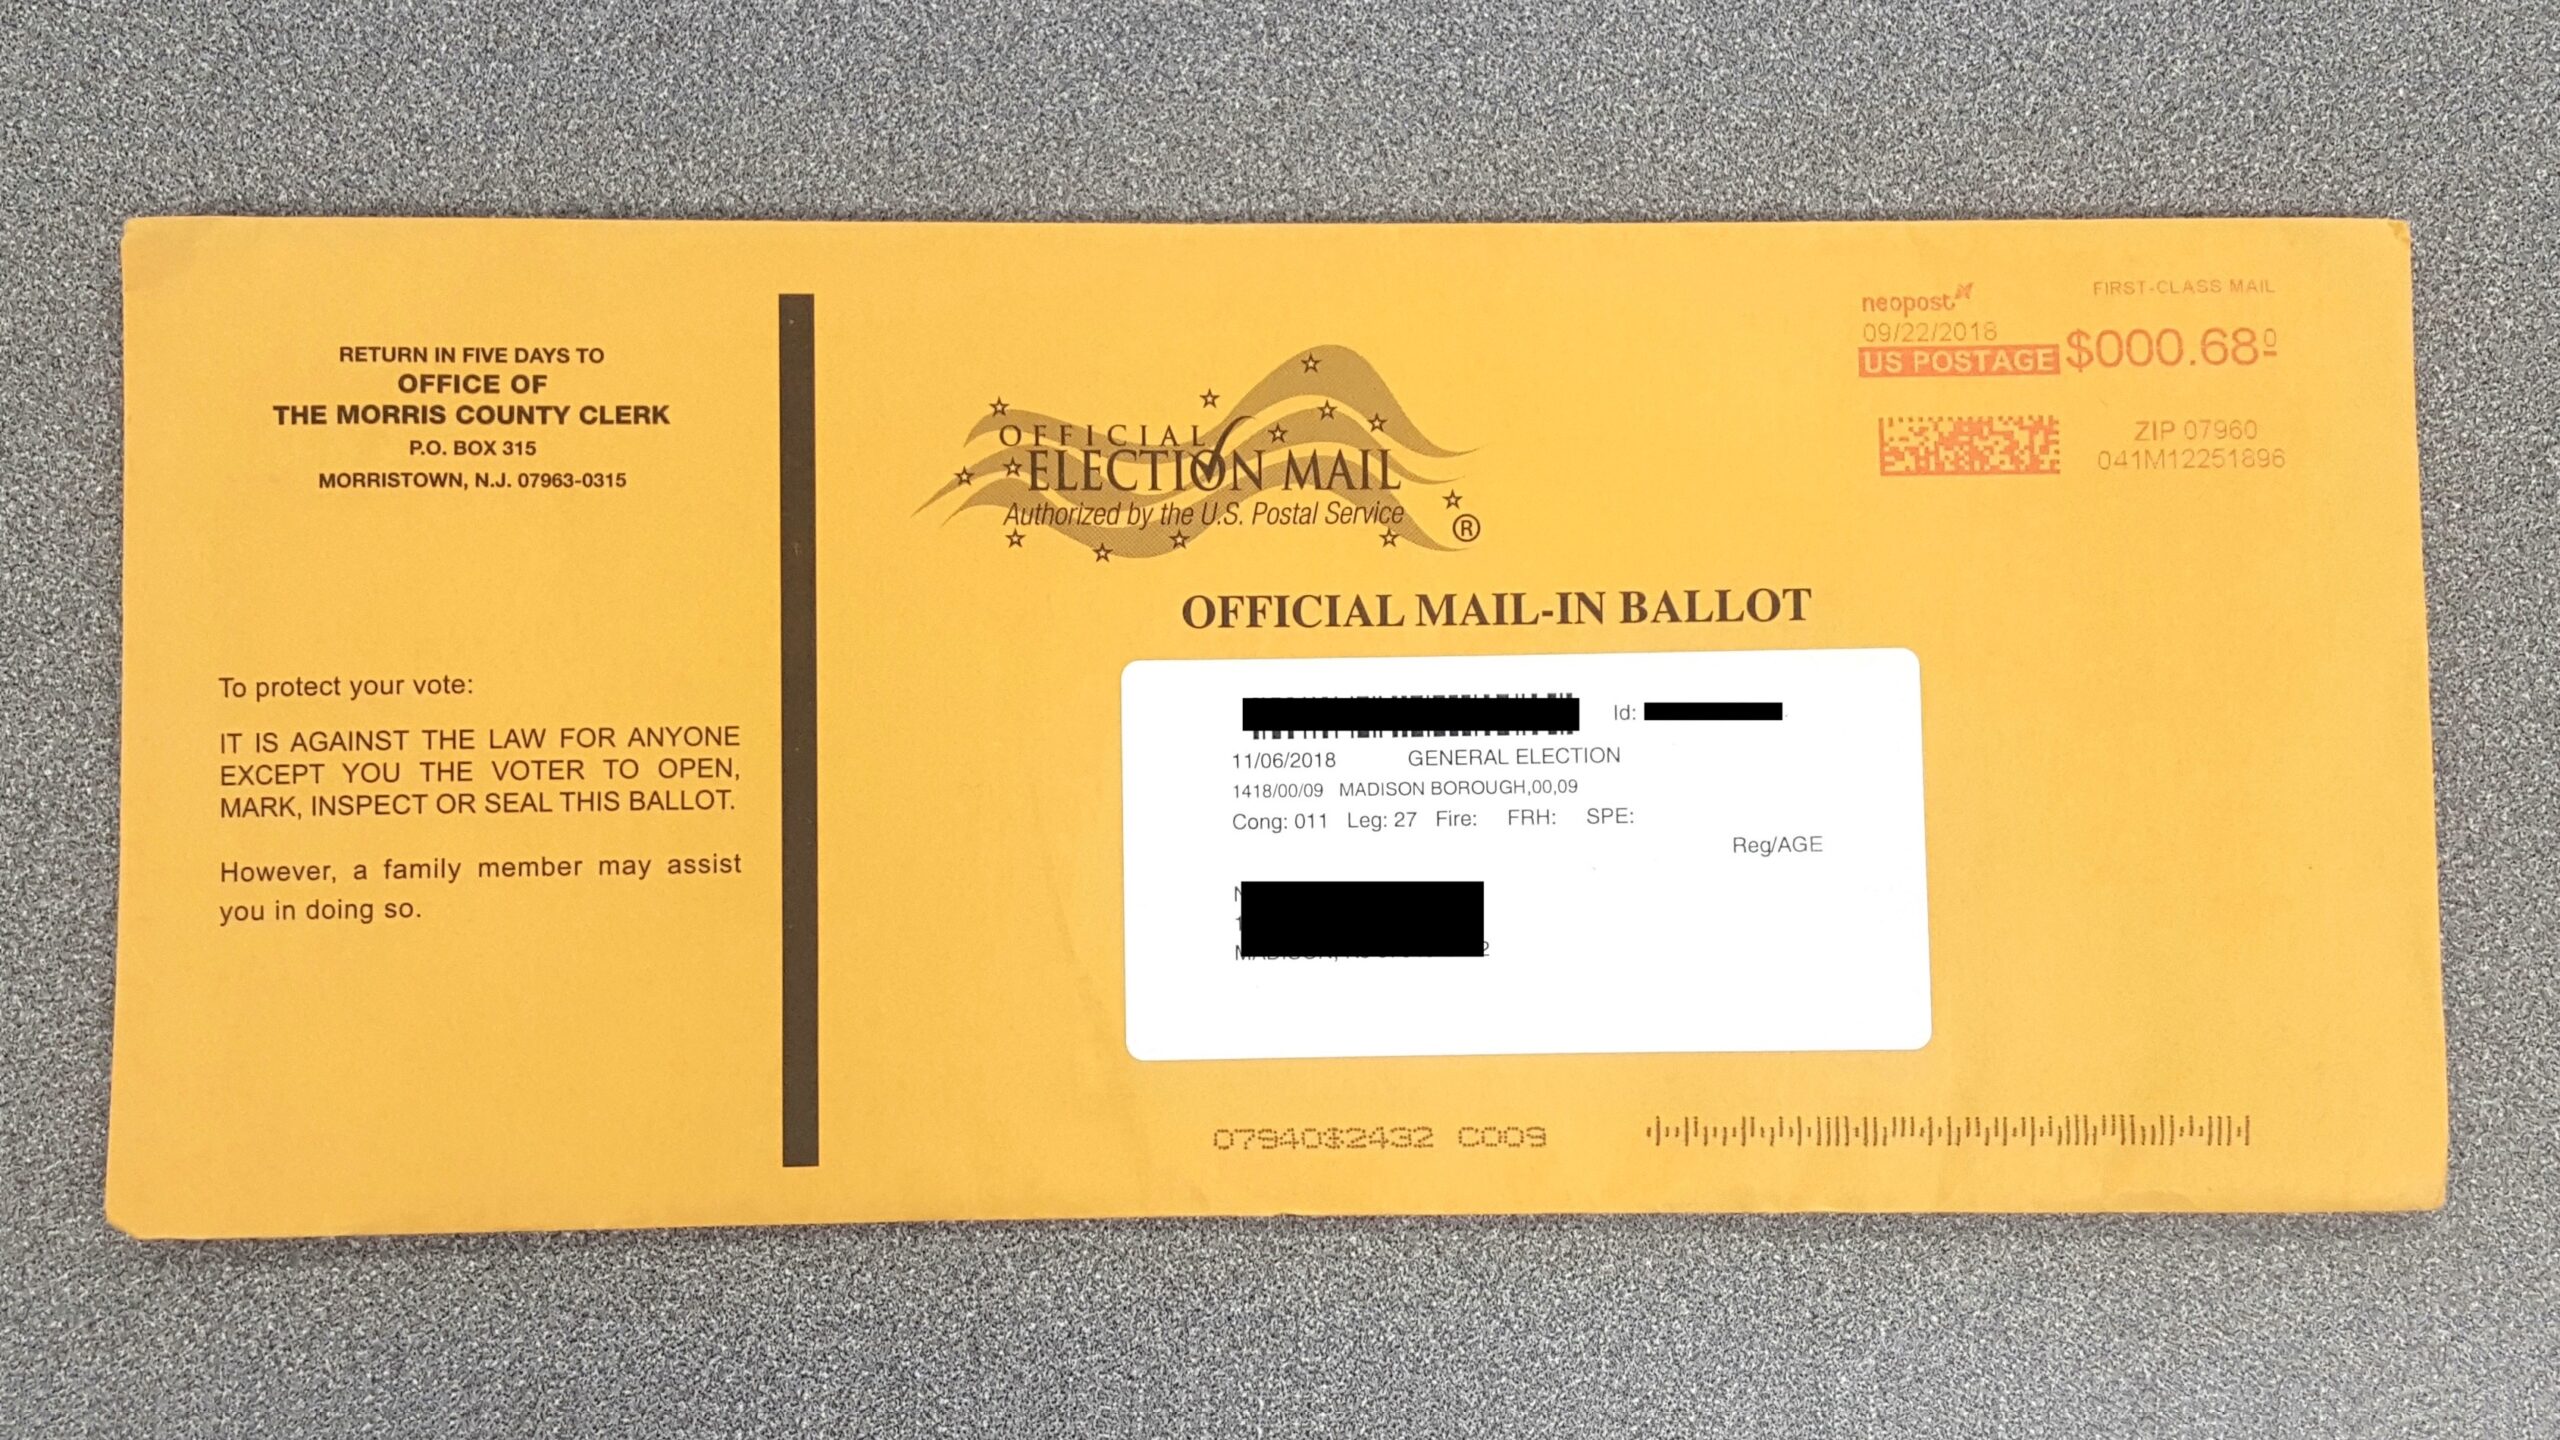 RETURN IN FIVE DAYS TO
OFFICE OF
THE MORRIS COUNTY CLERK
P.O. BOX 315
MORRISTOWN, N.J. 07963-0315
To protect your vote:
IT IS AGAINST THE LAW FOR ANYONE
EXCEPT YOU THE VOTER TO OPEN,
MARK, INSPECT OR SEAL THIS BALLOT.
However, a family member may assist
you in doing so.
OFFICIAL
ELECTION MAIL
Authorized by the U.S. Postal Service
®
neopost
FIRST-CLASS MAIL
09/22/2018
US POSTAGE $000.68⁰
ZIP 07960
041M12251896
OFFICIAL MAIL-IN BALLOT
Id:
11/06/2018 GENERAL ELECTION
1418/00/09 MADISON BOROUGH,00,09
Cong: 011 Leg: 27 Fire: FRH: SPE:
Reg/AGE
07940$2432 C009